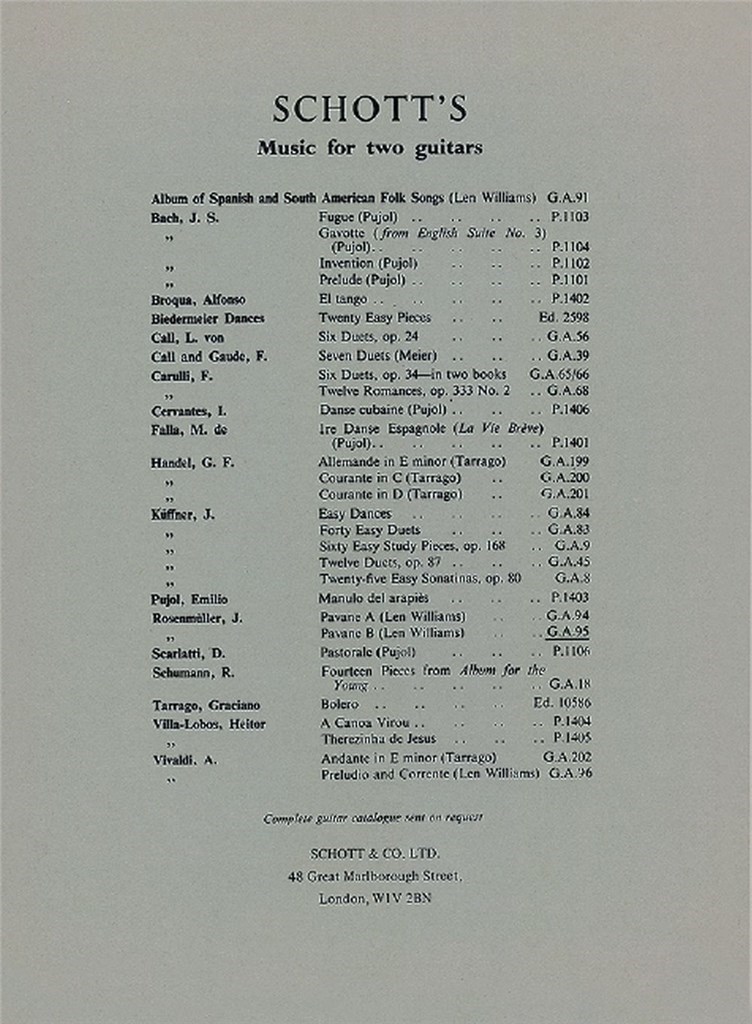 SCHOTT'S
Music for two guitars
Album of Spanish and South American Folk Songs (Len Williams) G.A.91
Bach, J. S. Fugue (Pujol) .. .. .. .. P.1103
„ Gavotte (from English Suite No. 3)
(Pujol). . .. .. .. .. P.1104
„ Invention (Pujol) .. .. .. P.1102
„ Prelude (Pujol) .. .. .. .. P.1101
Broqua, Alfonso El tango .. .. .. .. .. P.1402
Biedermeier Dances Twenty Easy Pieces .. .. Ed. 2598
Call, L. von Six Duets, op. 24 .. .. .. G.A.56
Call and Gaude, F. Seven Duets (Meier) .. .. .. G.A.39
Carulli, F. Six Duets, op. 34—in two books G.A.65/66
„ Twelve Romances, op. 333 No. 2 .. G.A.68
Cervantes, I. Danse cubaine (Pujol) .. .. .. P.1406
Falla, M. de 1re Danse Espagnole (La Vie Brève)
(Pujol). . .. .. .. .. P.1401
Handel, G. F. Allemande in E minor (Tarrago) G.A.199
„ Courante in C (Tarrago) .. G.A.200
„ Courante in D (Tarrago) .. G.A.201
Küffner, J. Easy Dances .. .. .. .. G.A.84
„ Forty Easy Duets .. .. .. G.A.83
„ Sixty Easy Study Pieces, op. 168 .. G.A.9
„ Twelve Duets, op. 87 .. .. .. G.A.45
„ Twenty-five Easy Sonatinas, op. 80 G.A.8
Pujol, Emilio Manulo del arapiès .. .. .. P.1403
Rosenmüller, J. Pavane A (Len Williams) .. .. G.A.94
„ Pavane B (Len Williams) .. .. G.A.95
Scarlatti, D. Pastorale (Pujol) .. .. .. P.1106
Schumann, R. Fourteen Pieces from Album for the
Young .. .. .. .. .. G.A.18
Tarrago, Graciano Bolero .. .. .. .. Ed. 10586
Villa-Lobos, Heitor A Canoa Virou .. .. .. .. P.1404
„ Therezinha de Jesus .. .. .. P.1405
Vivaldi, A. Andante in E minor (Tarrago) G.A.202
„ Preludio and Corrente (Len Williams) G.A.96
Complete guitar catalogue sent on request
SCHOTT & CO. LTD.
48 Great Marlborough Street,
London, W1V 2BN